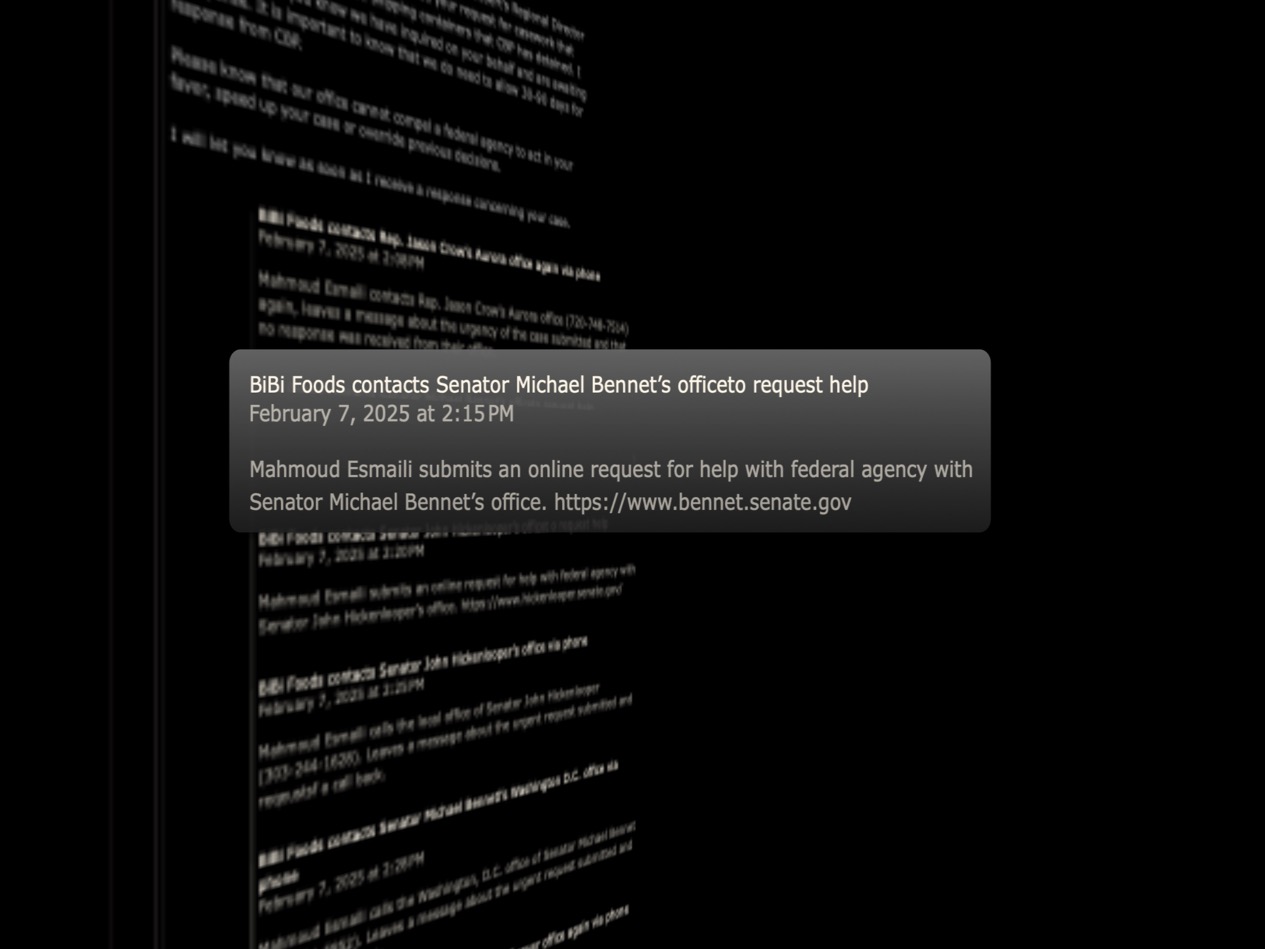 your request for casework that
shipping containers that CBP has detained. I
know we have inquired on your behalf and are awaiting
It is important to know that we do need to allow 30-90 days for
response from CBP.
Please know that our office cannot compel a federal agency to act in your
favor, speed up your case or override previous decisions.
I will let you know as soon as I receive a response concerning your case.
BiBi Foods contacts Rep. Jason Crow's Aurora office again via phone
February 7, 2025 at 2:08PM
Mahmoud Esmaili contacts Rep. Jason Crow's Aurora office (720-748-7514)
again, leaves a message about the urgency of the case submitted and that
no response was received from their office.
BiBi Foods contacts Senator Michael Bennet’s officeto request help
February 7, 2025 at 2:15PM
Mahmoud Esmaili submits an online request for help with federal agency with
Senator Michael Bennet’s office. https://www.bennet.senate.gov
BiBi Foods contacts Senator John Hickenlooper's office to request help
February 7, 2025 at 2:20PM
Mahmoud Esmaili submits an online request for help with federal agency with
Senator John Hickenlooper's office. https://www.hickenlooper.senate.gov/
BiBi Foods contacts Senator John Hickenlooper's office via phone
February 7, 2025 at 2:25PM
Mahmoud Esmaili calls the local office of Senator John Hickenlooper
(303-244-1628). Leaves a message about the urgent request submitted and
a call back.
BiBi Foods contacts Senator Michael Bennet's Washington D.C. office via
phone
February 7, 2025 at 2:28PM
Mahmoud Esmaili calls the Washington, D.C. office of Senator Michael Bennet
Leaves a message about the urgent request submitted and
office again via phone